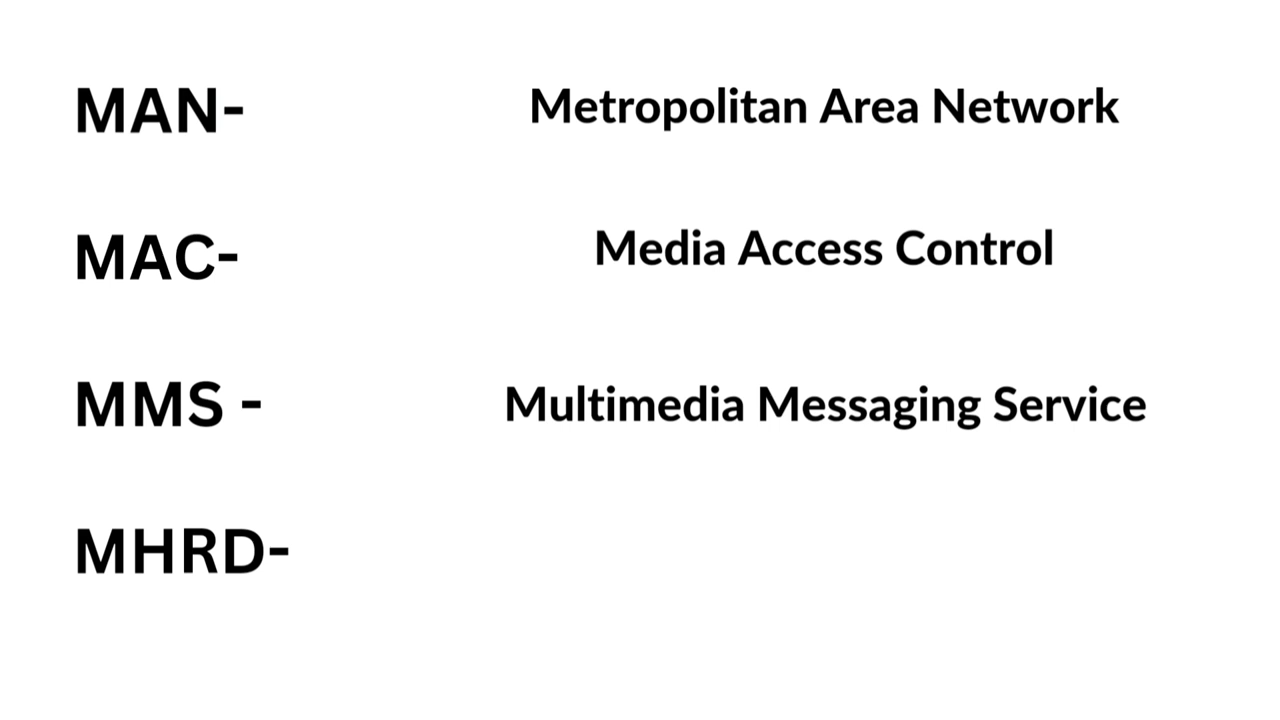 MAN- Metropolitan Area Network
MAC- Media Access Control
MMS - Multimedia Messaging Service
MHRD-